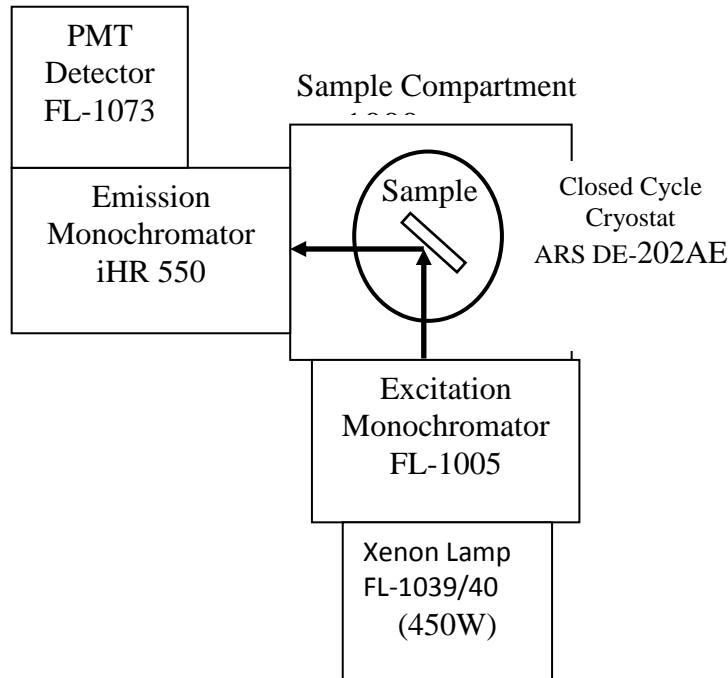 PMT
Detector
FL-1073
Sample Compartment
Sample
Closed Cycle
Cryostat
ARS DE-202AE
Emission
Monochromator
iHR 550
Excitation
Monochromator
FL-1005
Xenon Lamp
FL-1039/40
(450W)